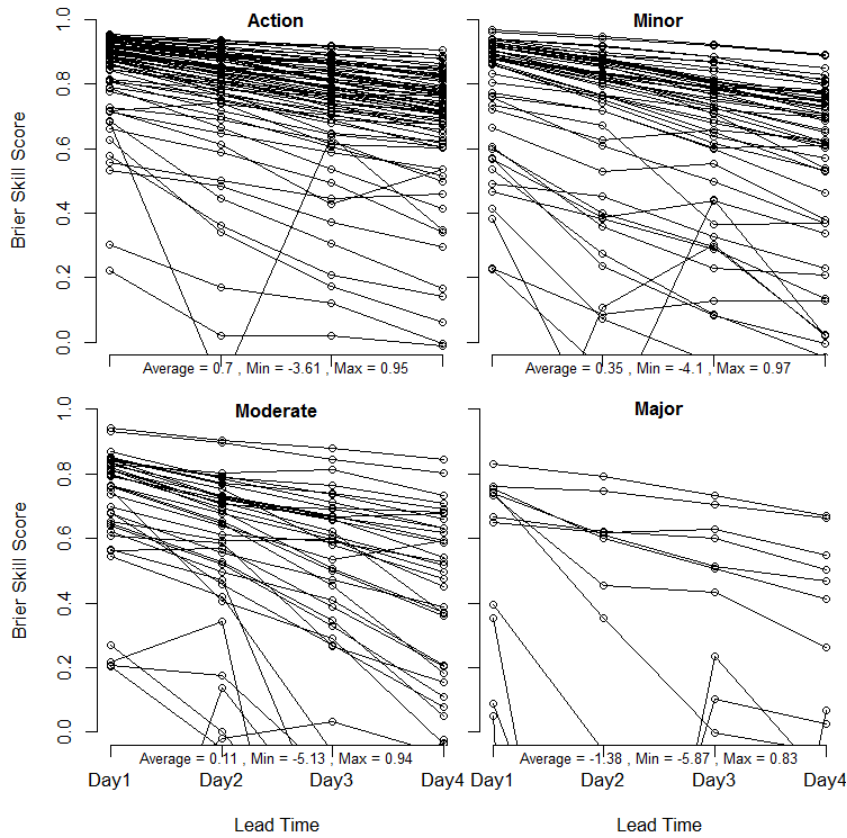 Action
Minor
Brier Skill Score
1.0
0.8
0.6
0.4
0.2
0.0
Average = 0.7 , Min = -3.61 , Max = 0.95
Average = 0.35 , Min = -4.1 , Max = 0.97
Moderate
Major
Brier Skill Score
1.0
0.8
0.6
0.4
0.2
0.0
Average = 0.11 , Min = -5.13 , Max = 0.94
Average = -1.38 , Min = -5.87 , Max = 0.83
Day1 Day2 Day3 Day4
Day1 Day2 Day3 Day4
Lead Time
Lead Time